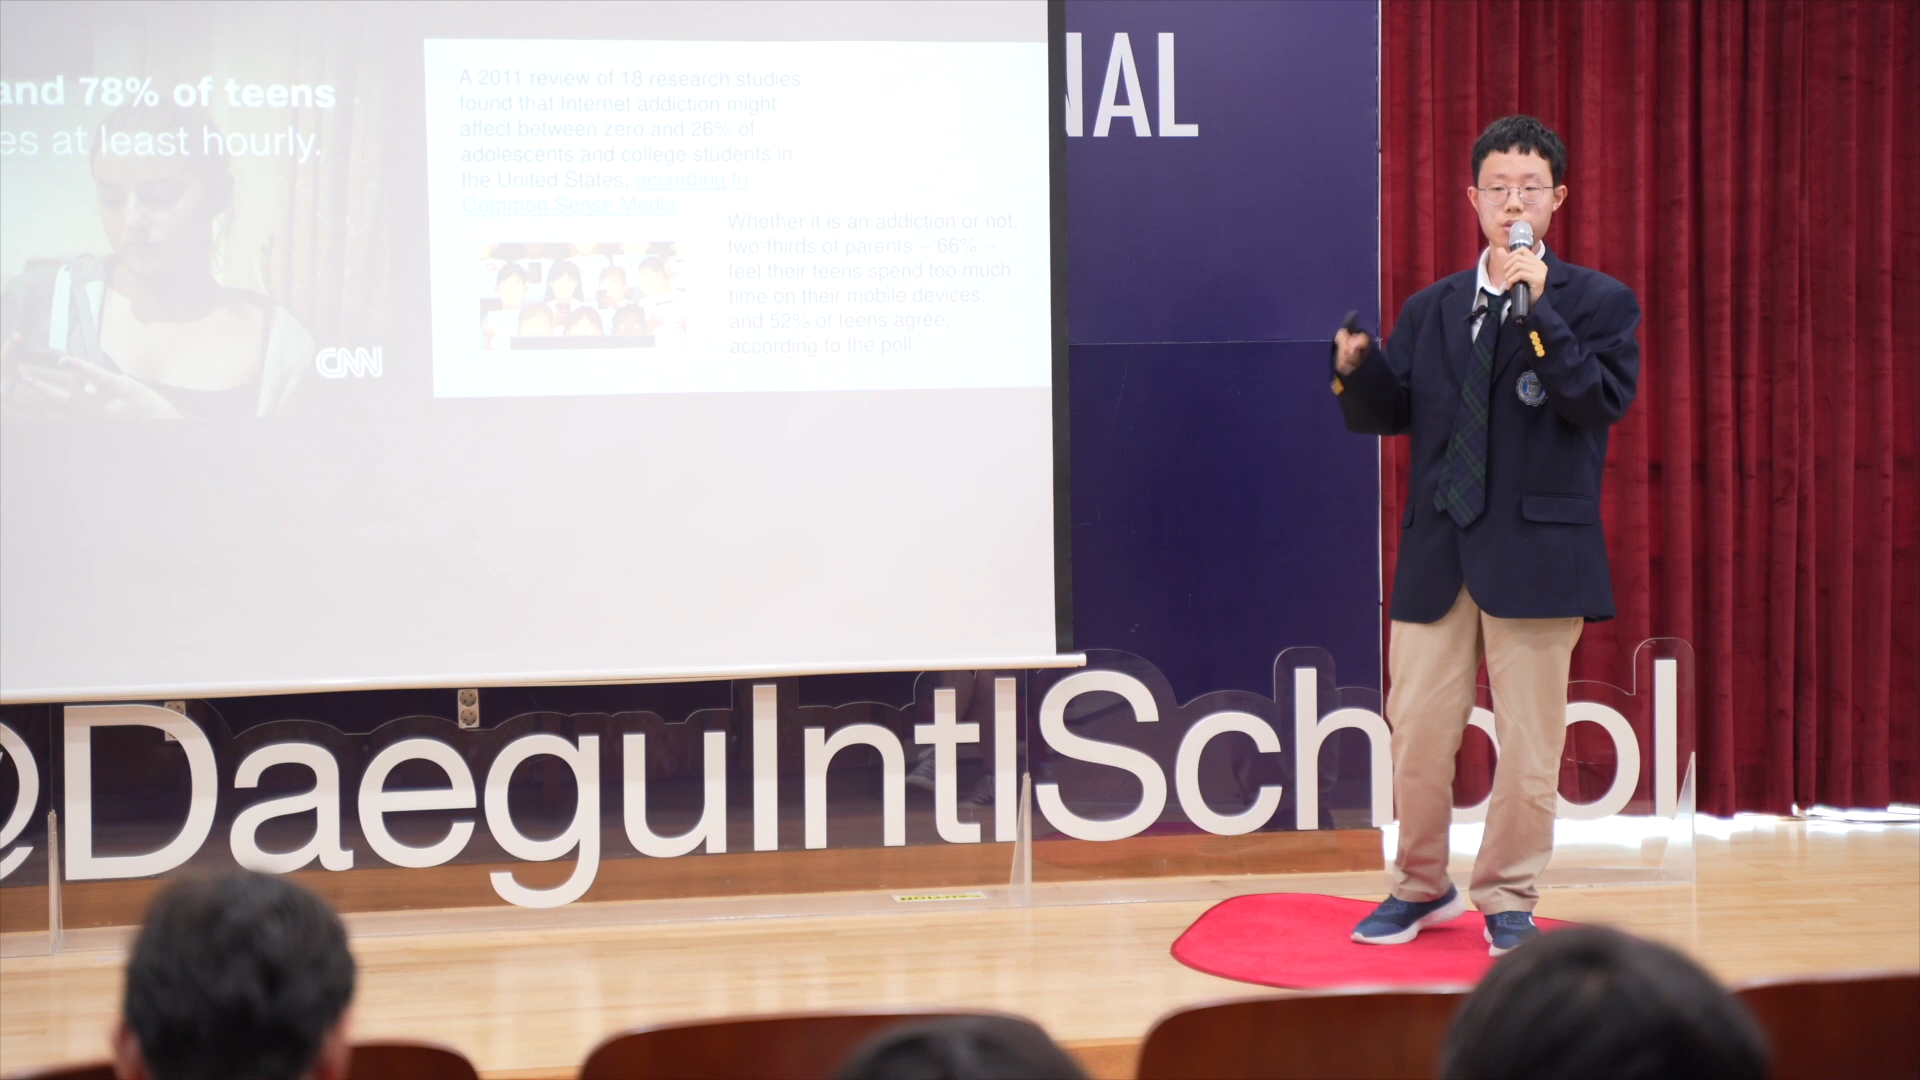 and 78% of teens
es at least hourly.
CNN
A 2011 review of 18 research studies
found that Internet addiction might
affect between zero and 26% of
adolescents and college students in
the United States, according to
Common Sense Media.
Whether it is an addiction or not,
two-thirds of parents -- 66% --
feel their teens spend too much
time on their mobile devices,
and 52% of teens agree,
according to the poll.
NAL
@DaeguIntlSchool